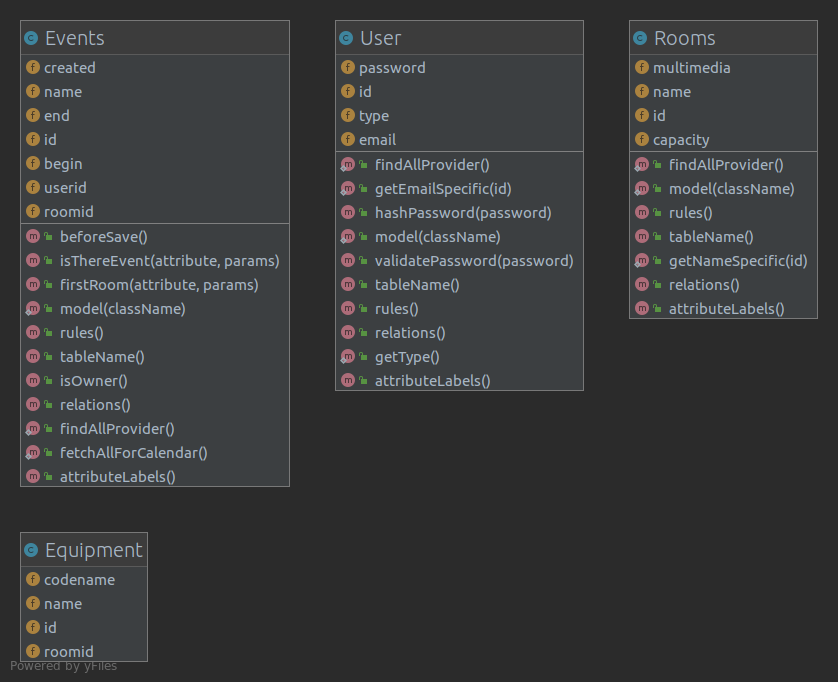 Events
created
name
end
id
begin
userid
roomid
beforeSave()
isThereEvent(attribute, params)
firstRoom(attribute, params)
model(className)
rules()
tableName()
isOwner()
relations()
findAllProvider()
fetchAllForCalendar()
attributeLabels()
User
password
id
type
email
findAllProvider()
getEmailSpecific(id)
hashPassword(password)
model(className)
validatePassword(password)
tableName()
rules()
relations()
getType()
attributeLabels()
Rooms
multimedia
name
id
capacity
findAllProvider()
model(className)
rules()
tableName()
getNameSpecific(id)
relations()
attributeLabels()
Equipment
codename
name
id
roomid
Powered by yFiles